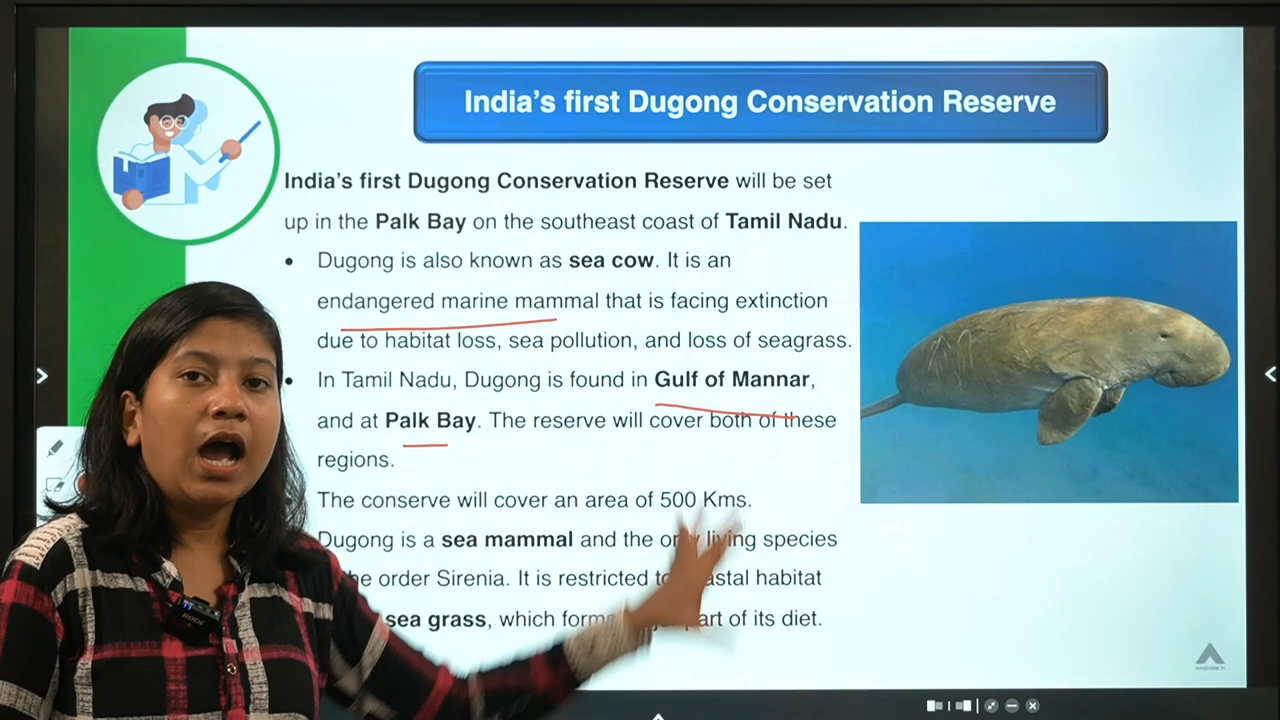 India's first Dugong Conservation Reserve
India's first Dugong Conservation Reserve will be set
up in the Palk Bay on the southeast coast of Tamil Nadu.
• Dugong is also known as sea cow. It is an
endangered marine mammal that is facing extinction
due to habitat loss, sea pollution, and loss of seagrass.
• In Tamil Nadu, Dugong is found in Gulf of Mannar,
and at Palk Bay. The reserve will cover both of these
regions.
The conserve will cover an area of 500 Kms.
Dugong is a sea mammal and the living species
order Sirenia. It is restricted habitat
sea grass, which part of its diet.
RODE